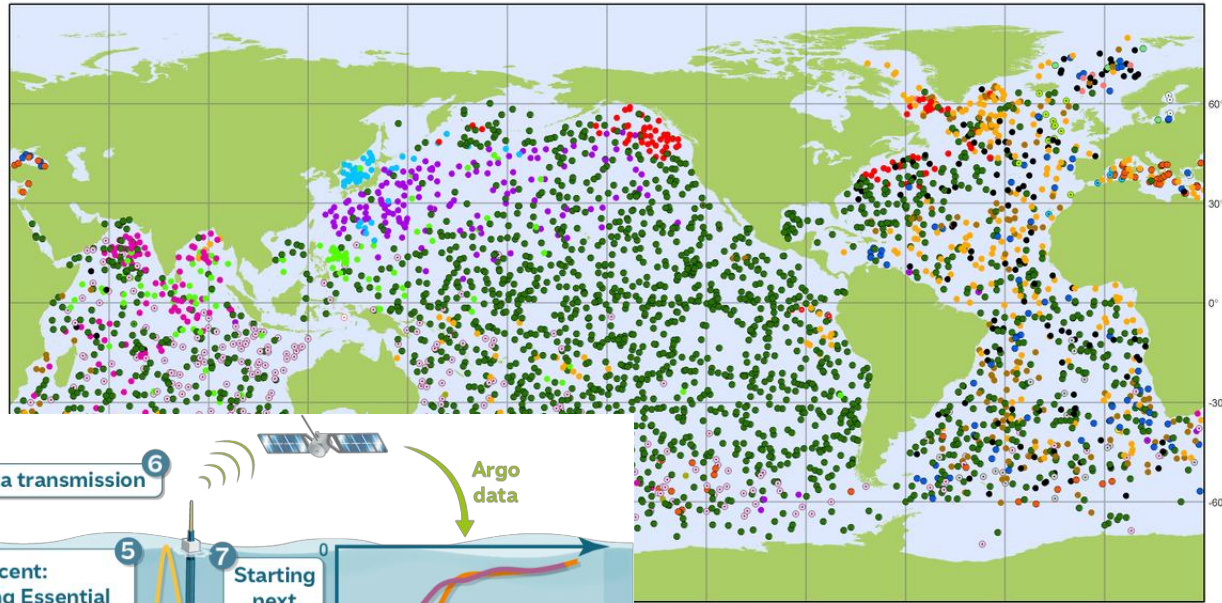 60°
30°
0°
-30°
-60°
6
a transmission
Argo
data
5
7
0
cent:
Starting
ng Essential
next